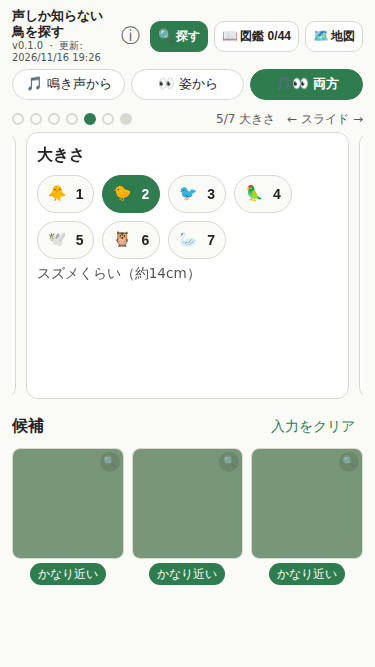 声しか知らない
鳥を探す
v0.1.0 ・ 更新:
2026/11/16 19:26
ⓘ
🔍 探す
📖 図鑑 0/44
🗺️ 地図
🎵 鳴き声から
👀 姿から
🎵👀 両方
5/7 大きさ ← スライド →
大きさ
🐥 1
🐤 2
🐦 3
🦜 4
🕊️ 5
🦉 6
🦢 7
スズメくらい（約14cm）
候補
入力をクリア
かなり近い
かなり近い
かなり近い